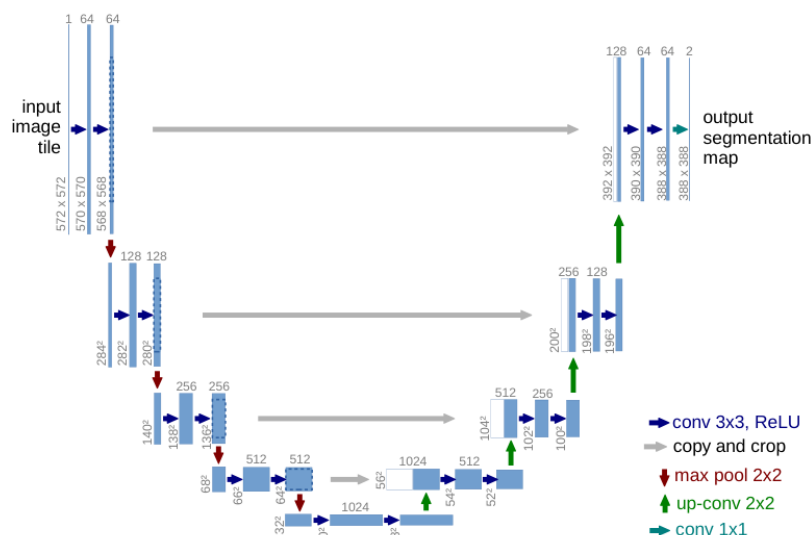 1 64 64
128 64 64 2
input
image
tile
output
segmentation
map
572 x 572
570 x 570
568 x 568
392 x 392
390 x 390
388 x 388
388 x 388
128 128
256 128
284²
282²
280²
200²
198²
196²
256 256
512 256
140²
138²
136²
104²
102²
100²
512 512
1024 512
68²
66²
64²
56²
54²
52²
1024
32²
conv 3x3, ReLU
copy and crop
max pool 2x2
up-conv 2x2
conv 1x1